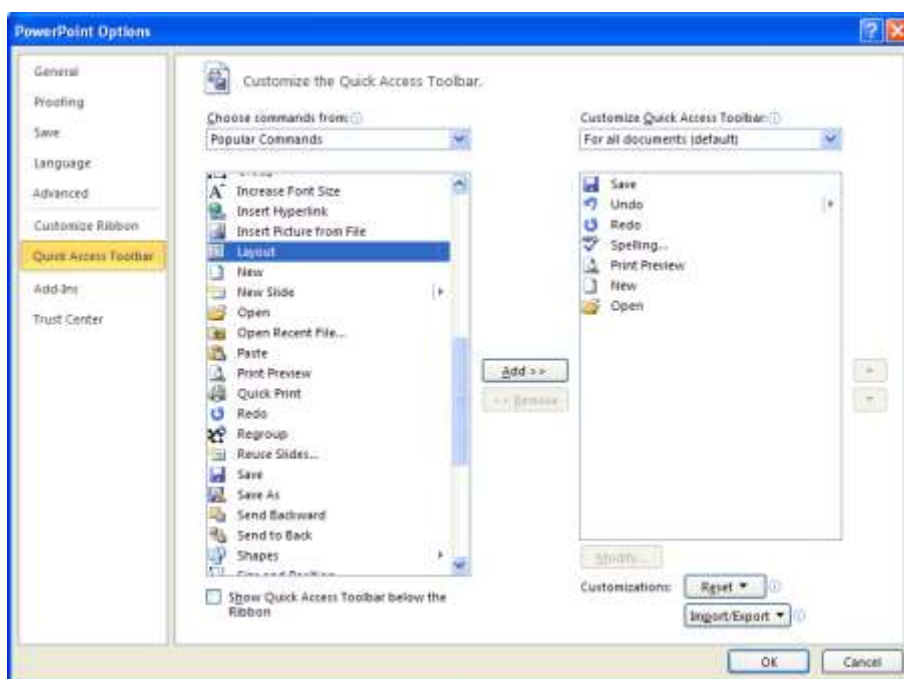 PowerPoint Options
General
Proofing
Save
Language
Advanced
Customize Ribbon
Quick Access Toolbar
Add-Ins
Trust Center
Customize the Quick Access Toolbar.
Choose commands from:
Popular Commands
Increase Font Size
Insert Hyperlink
Insert Picture from File
Layout
New
New Slide
Open
Open Recent File...
Paste
Print Preview
Quick Print
Redo
Regroup
Reuse Slides...
Save
Save As
Send Backward
Send to Back
Shapes
Show Quick Access Toolbar below the
Ribbon
Add >>
<< Remove
Customize Quick Access Toolbar:
For all documents (default)
Save
Undo
Redo
Spelling...
Print Preview
New
Open
Modify...
Customizations:
Reset
Import/Export
OK
Cancel